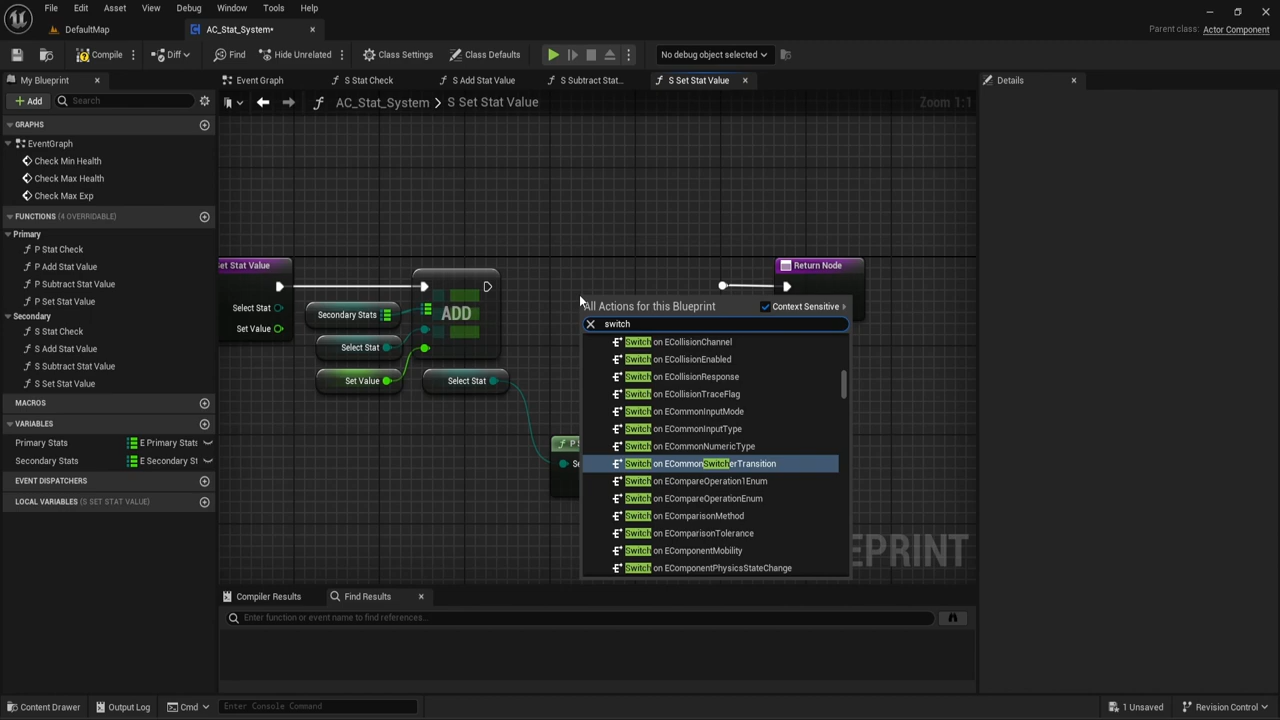 File Edit Asset View Debug Window Tools Help
DefaultMap
AC_Stat_System*
Parent class: Actor Component
Compile
Diff
Find
Hide Unrelated
Class Settings
Class Defaults
No debug object selected
My Blueprint
Event Graph
S Stat Check
S Add Stat Value
S Subtract Stat...
S Set Stat Value
Details
Add
Search
AC_Stat_System > S Set Stat Value
Zoom 1:1
GRAPHS
EventGraph
Check Min Health
Check Max Health
Check Max Exp
FUNCTIONS (4 OVERRIDABLE)
Primary
P Stat Check
P Add Stat Value
P Subtract Stat Value
P Set Stat Value
Secondary
S Stat Check
S Add Stat Value
S Subtract Stat Value
S Set Stat Value
MACROS
VARIABLES
Primary Stats E Primary Stats
Secondary Stats E Secondary St
EVENT DISPATCHERS
LOCAL VARIABLES (S SET STAT VALUE)
et Stat Value
Select Stat
Set Value
Secondary Stats
Select Stat
Set Value
ADD
Select Stat
P S
Se
Return Node
All Actions for this Blueprint
Context Sensitive
switch
Switch on ECollisionChannel
Switch on ECollisionEnabled
Switch on ECollisionResponse
Switch on ECollisionTraceFlag
Switch on ECommonInputMode
Switch on ECommonInputType
Switch on ECommonNumericType
Switch on ECommonSwitcherTransition
Switch on ECompareOperation1Enum
Switch on ECompareOperationEnum
Switch on EComparisonMethod
Switch on EComparisonTolerance
Switch on EComponentMobility
Switch on EComponentPhysicsStateChange
EPRINT
Compiler Results
Find Results
Enter function or event name to find references...
Content Drawer
Output Log
Cmd
Enter Console Command
1 Unsaved
Revision Control